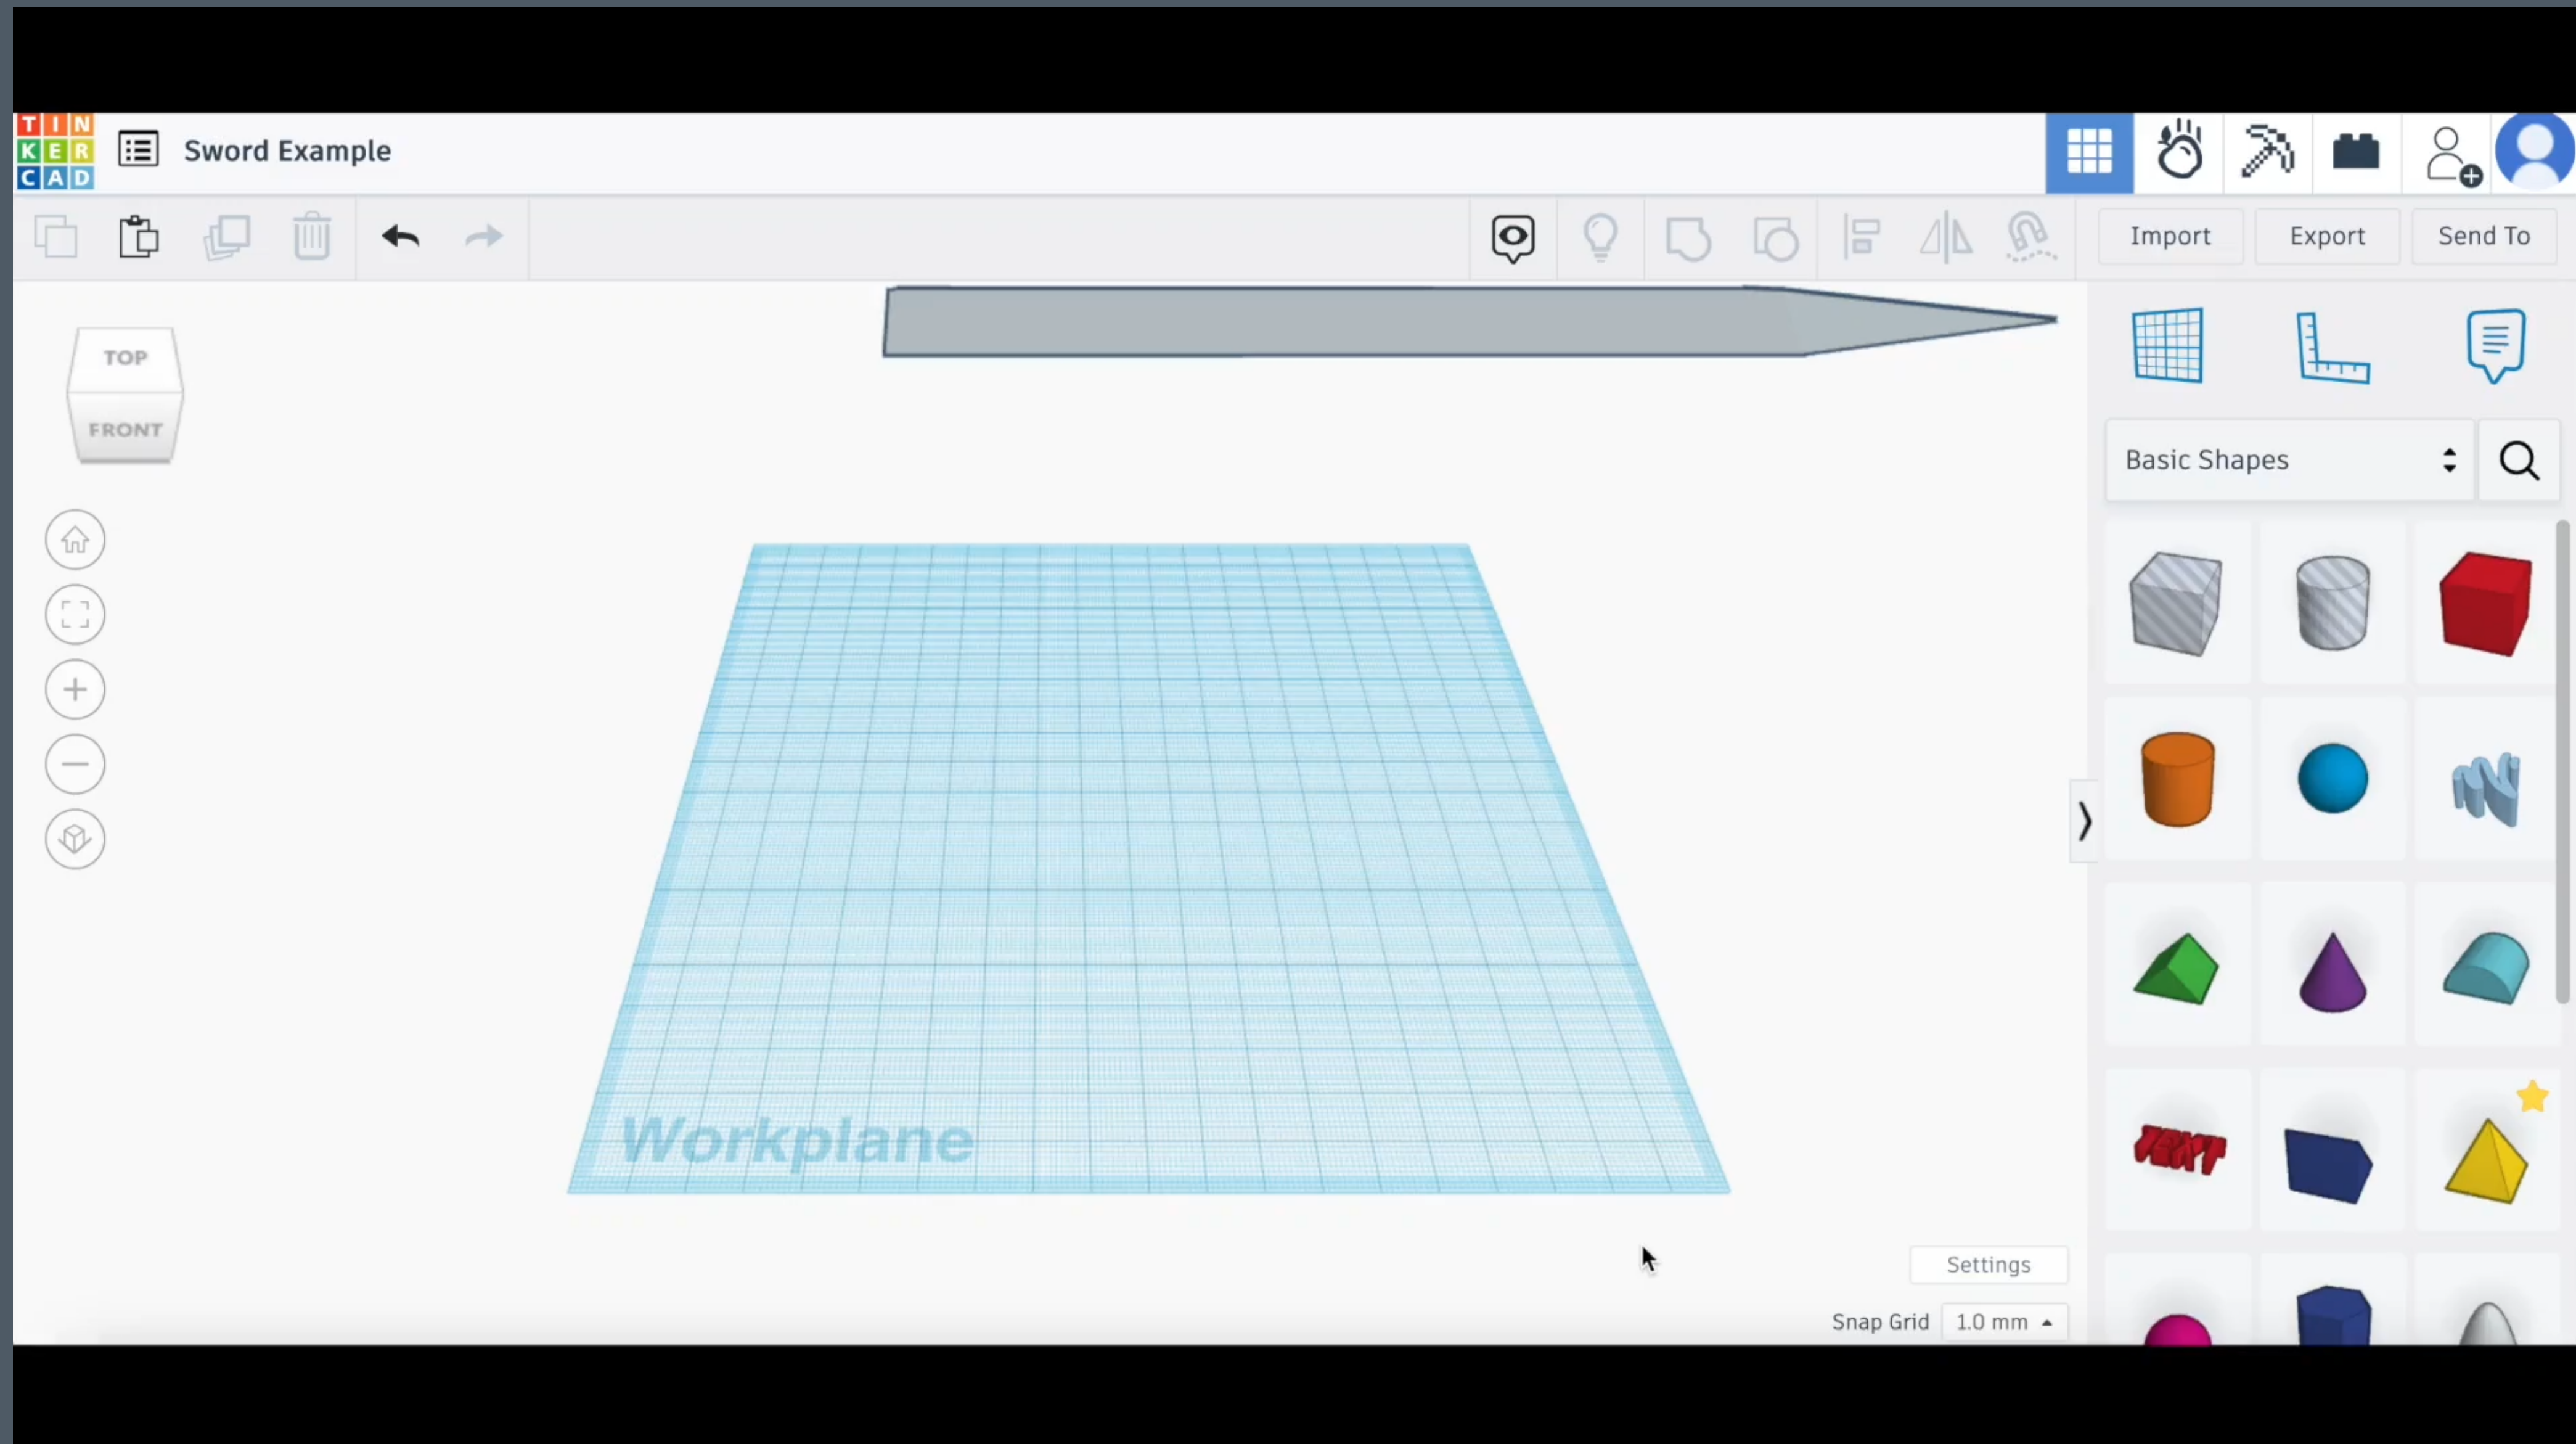 TIN
KER
CAD
Sword Example
Import
Export
Send To
TOP
FRONT
Basic Shapes
TEXT
Workplane
Settings
Snap Grid
1.0 mm